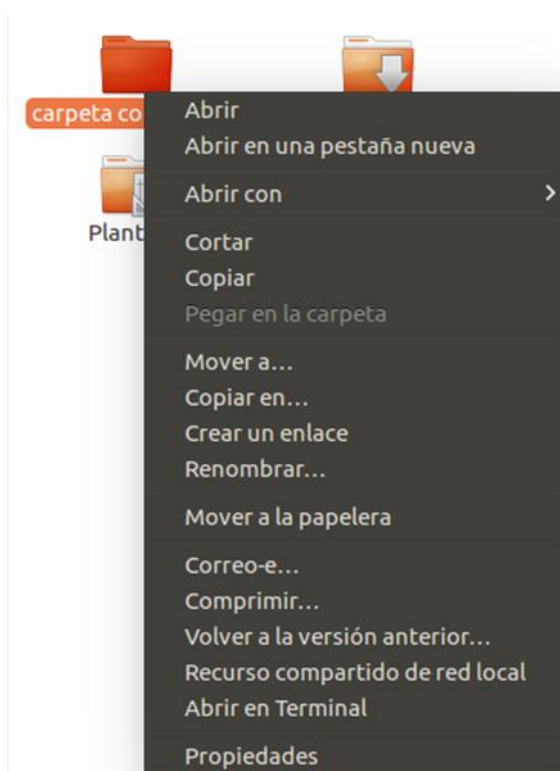 carpeta co
Plant
Abrir
Abrir en una pestaña nueva
Abrir con
Cortar
Copiar
Pegar en la carpeta
Mover a...
Copiar en...
Crear un enlace
Renombrar...
Mover a la papelera
Correo-e...
Comprimir...
Volver a la versión anterior...
Recurso compartido de red local
Abrir en Terminal
Propiedades